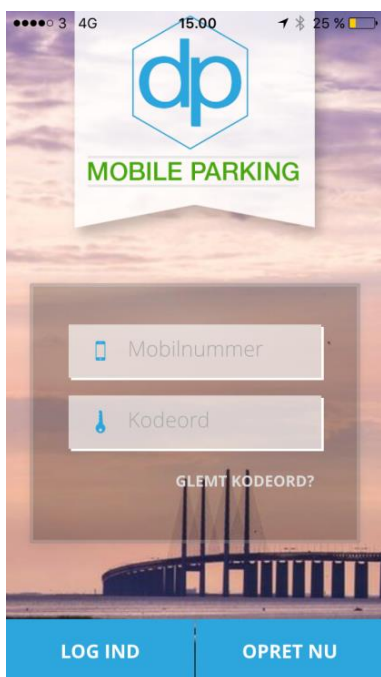 3 4G 15.00 25 %
dp
MOBILE PARKING
Mobilnummer
Kodeord
GLEMT KODEORD?
LOG IND OPRET NU